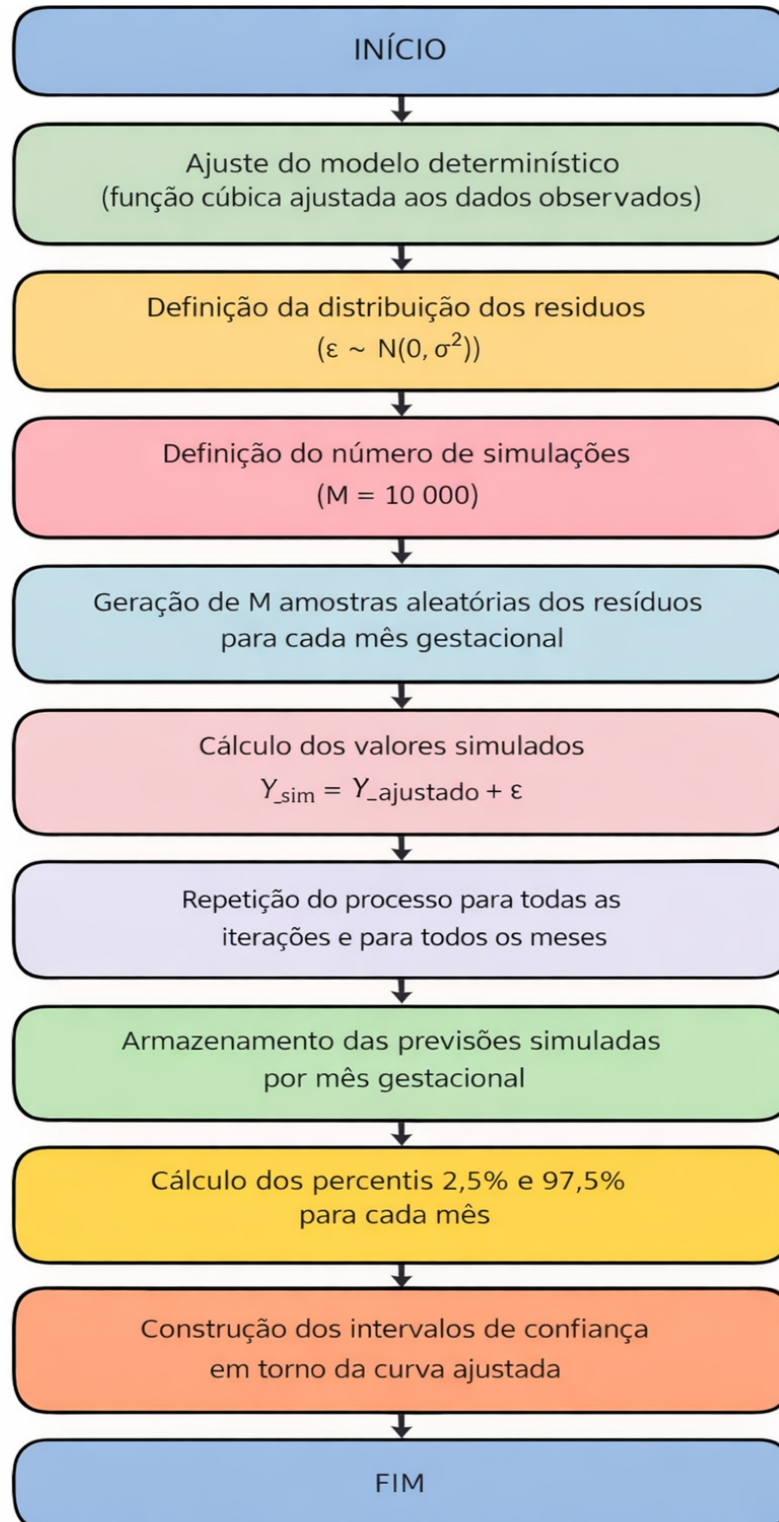 INÍCIO
Ajuste do modelo determinístico
(função cúbica ajustada aos dados observados)
Definição da distribuição dos residuos
(ε ~ N(0, σ²))
Definição do número de simulações
(M = 10 000)
Geração de M amostras aleatórias dos resíduos
para cada mês gestacional
Cálculo dos valores simulados
Y_sim = Y_ajustado + ε
Repetição do processo para todas as
iterações e para todos os meses
Armazenamento das previsões simuladas
por mês gestacional
Cálculo dos percentis 2,5% e 97,5%
para cada mês
Construção dos intervalos de confiança
em torno da curva ajustada
FIM